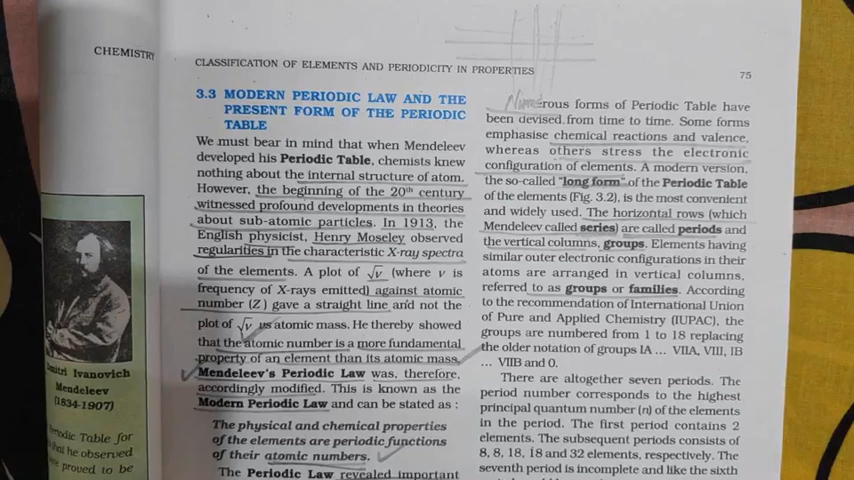 CHEMISTRY
Dmitri Ivanovich
Mendeleev
(1834-1907)
Periodic Table for
that he observed
were proved to be
CLASSIFICATION OF ELEMENTS AND PERIODICITY IN PROPERTIES
75
3.3 MODERN PERIODIC LAW AND THE
PRESENT FORM OF THE PERIODIC
TABLE
We must bear in mind that when Mendeleev
developed his Periodic Table, chemists knew
nothing about the internal structure of atom.
However, the beginning of the 20th century
witnessed profound developments in theories
about sub-atomic particles. In 1913, the
English physicist, Henry Moseley observed
regularities in the characteristic X-ray spectra
of the elements. A plot of √ν (where ν is
frequency of X-rays emitted) against atomic
number (Z) gave a straight line and not the
plot of √ν vs atomic mass. He thereby showed
that the atomic number is a more fundamental
property of an element than its atomic mass.
Mendeleev's Periodic Law was, therefore,
accordingly modified. This is known as the
Modern Periodic Law and can be stated as :
The physical and chemical properties
of the elements are periodic functions
of their atomic numbers.
The Periodic Law revealed important
Numerous forms of Periodic Table have
been devised from time to time. Some forms
emphasise chemical reactions and valence,
whereas others stress the electronic
configuration of elements. A modern version,
the so-called "long form" of the Periodic Table
of the elements (Fig. 3.2), is the most convenient
and widely used. The horizontal rows (which
Mendeleev called series) are called periods and
the vertical columns, groups. Elements having
similar outer electronic configurations in their
atoms are arranged in vertical columns,
referred to as groups or families. According
to the recommendation of International Union
of Pure and Applied Chemistry (IUPAC), the
groups are numbered from 1 to 18 replacing
the older notation of groups IA ... VIIA, VIII, IB
... VIIB and 0.
There are altogether seven periods. The
period number corresponds to the highest
principal quantum number (n) of the elements
in the period. The first period contains 2
elements. The subsequent periods consists of
8, 8, 18, 18 and 32 elements, respectively. The
seventh period is incomplete and like the sixth